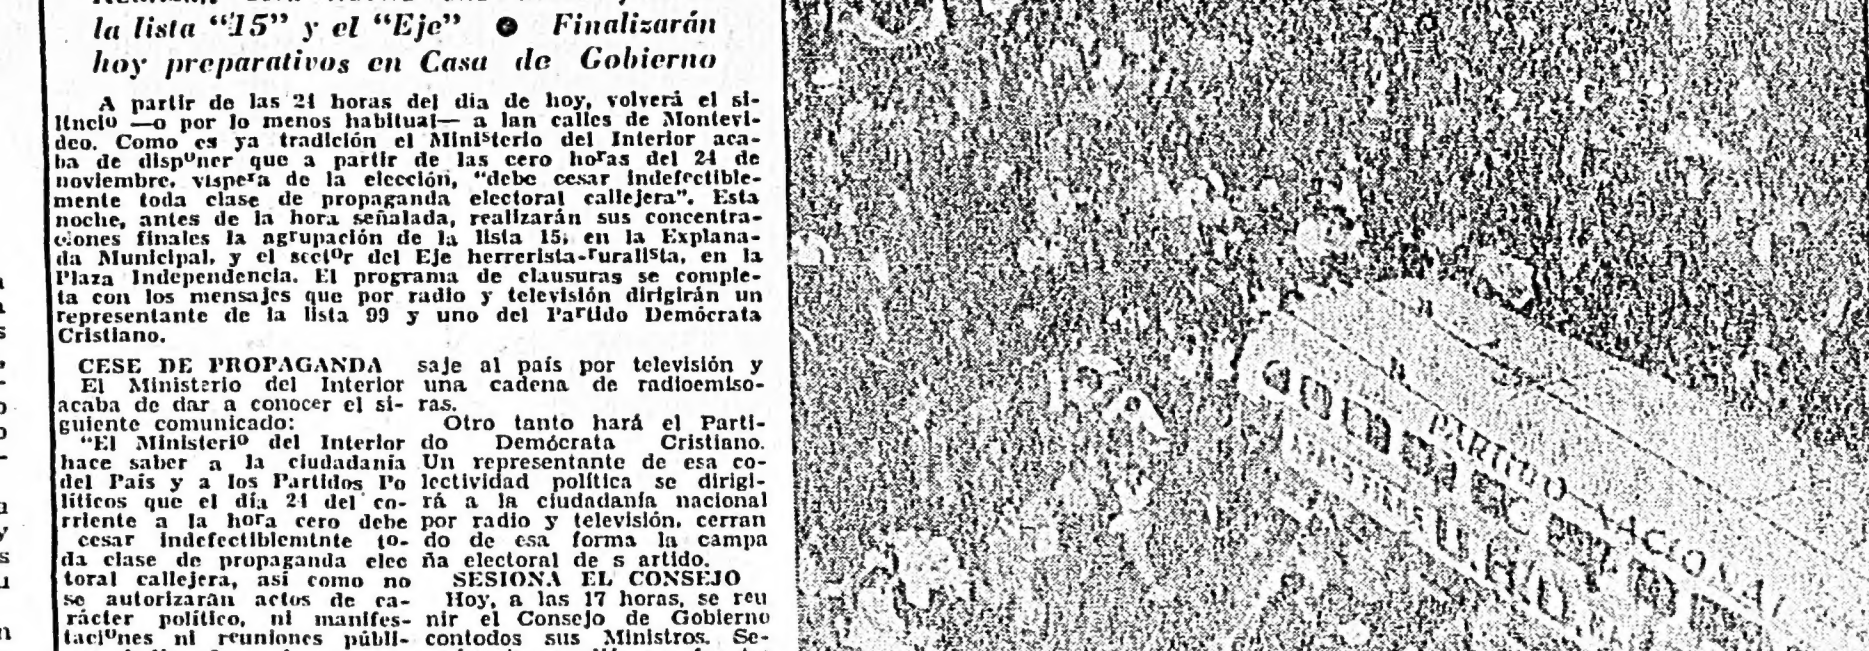 la lista "15" y el "Eje" ● Finalizarán
hoy preparativos en Casa de Gobierno
A partir de las 24 horas del día de hoy, volverá el si-
ltncio —o por lo menos habitual— a lan calles de Montevi-
deo. Como es ya tradición el Ministerio del Interior aca-
ba de disponer que a partir de las cero horas del 24 de
noviembre, víspera de la elección, "debe cesar indefectible-
mente toda clase de propaganda electoral callejera". Esta
noche, antes de la hora señalada, realizarán sus concentra-
ciones finales la agrupación de la lista 15; en la Explana-
da Municipal, y el sector del Eje herrerista-ruralista, en la
Plaza Independencia. El programa de clausuras se comple-
ta con los mensajes que por radio y televisión dirigirán un
representante de la lista 99 y uno del Partido Demócrata
Cristiano.
CESE DE PROPAGANDA
El Ministerio del Interior
acaba de dar a conocer el si-
guiente comunicado:
"El Ministerio del Interior
hace saber a la ciudadanía
del País y a los Partidos Po
líticos que el día 24 del co-
rriente a la hora cero debe
cesar indefectiblemtnte to-
da clase de propaganda elec
toral callejera, así como no
se autorizarán actos de ca-
rácter político, ni manifes-
taciones ni reuniones públi-
saje al país por televisión y
una cadena de radioemiso-
ras.
Otro tanto hará el Parti-
do Demócrata Cristiano.
Un representante de esa co-
lectividad política se dirigi-
rá a la ciudadanía nacional
por radio y televisión, cerran
do de esa forma la campa
ña electoral de s artido.
SESIONA EL CONSEJO
Hoy, a las 17 horas, se reu
nir el Consejo de Gobierno
contodos sus Ministros. Se-
PARTIDO NACIONAL